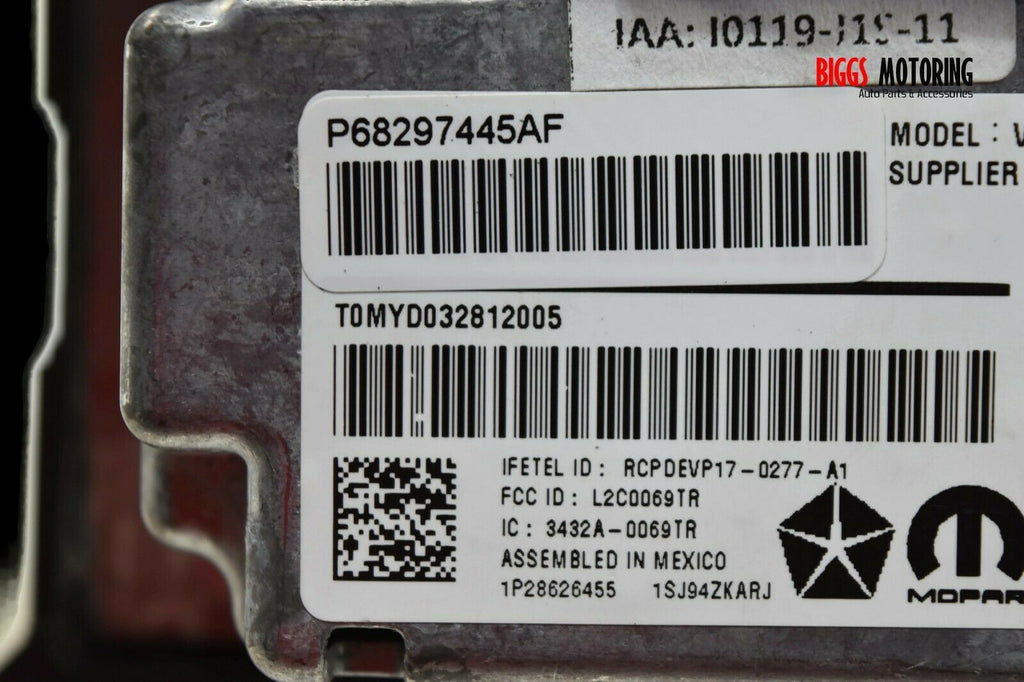 IAA: I0119-J1S-11
BIGGS MOTORING
Auto Parts & Accessories
P68297445AF
MODEL : V
SUPPLIER
T0MYD032812005
IFETEL ID: RCPDEVP17-0277-A1
FCC ID: L2C0069TR
IC: 3432A-0069TR
ASSEMBLED IN MEXICO
1P28626455 1SJ94ZKARJ
MOPAR